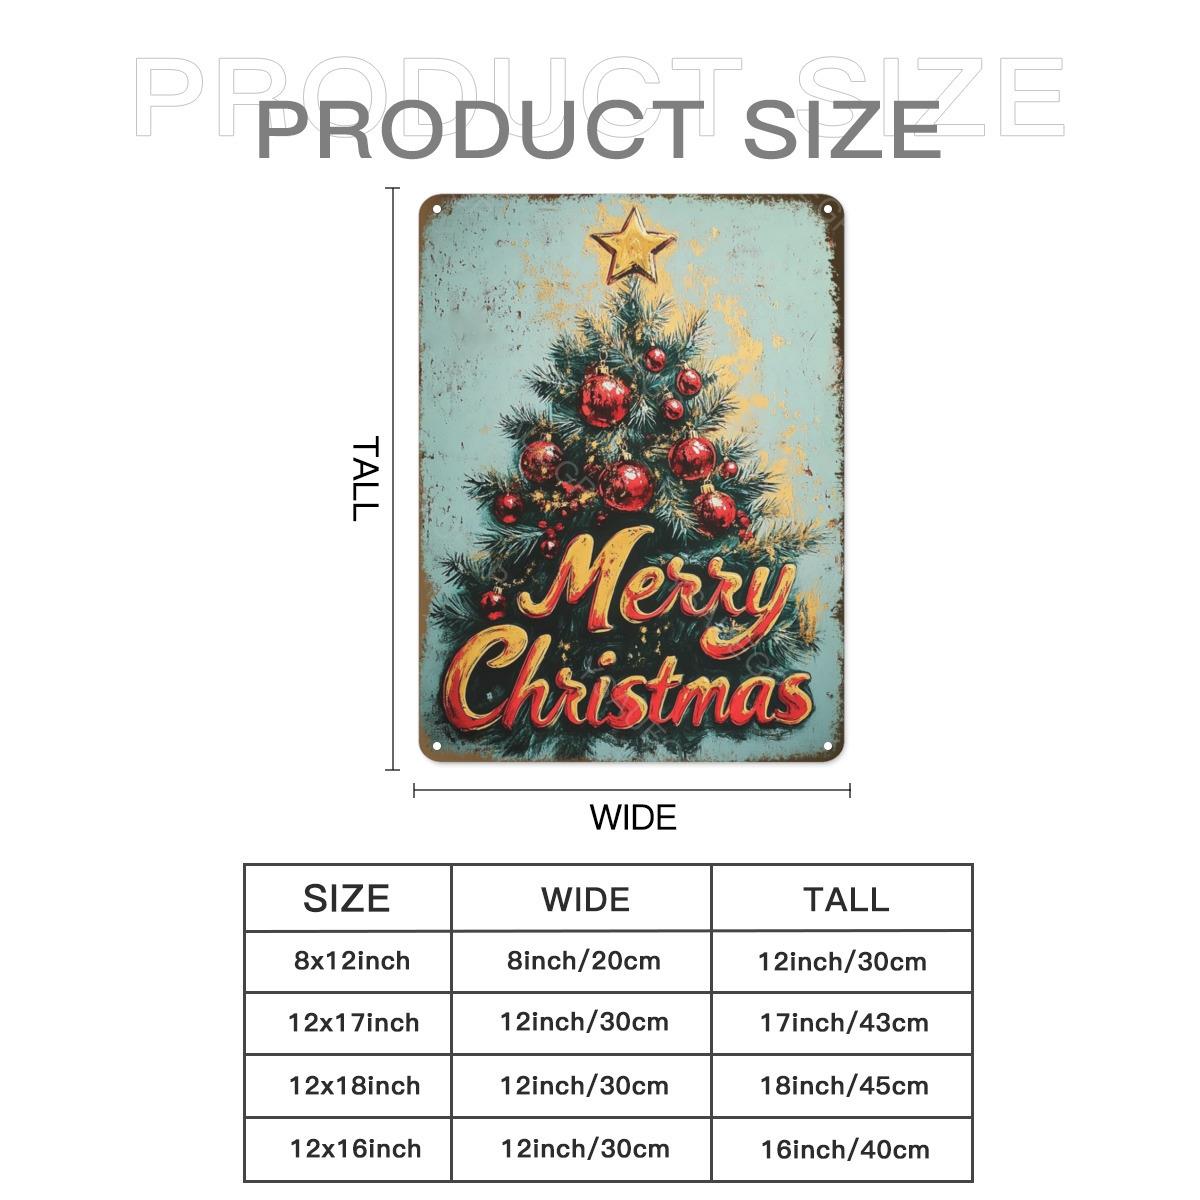 PRODUCT SIZE
PRODUCT SIZE
TALL
Merry
Christmas
WIDE
SIZE WIDE TALL
8x12inch 8inch/20cm 12inch/30cm
12x17inch 12inch/30cm 17inch/43cm
12x18inch 12inch/30cm 18inch/45cm
12x16inch 12inch/30cm 16inch/40cm